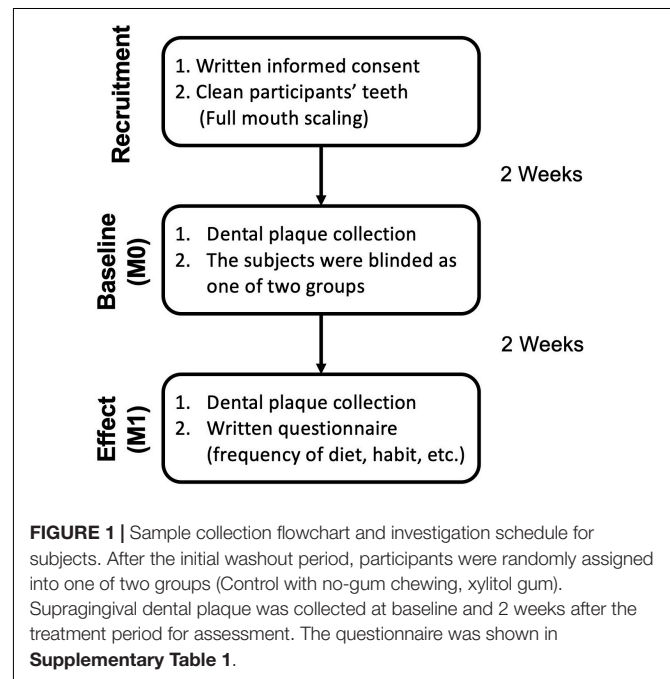 Recruitment
1. Written informed consent
2. Clean participants' teeth
(Full mouth scaling)
2 Weeks
Baseline
(M0)
1. Dental plaque collection
2. The subjects were blinded as
one of two groups
2 Weeks
Effect
(M1)
1. Dental plaque collection
2. Written questionnaire
(frequency of diet, habit, etc.)
FIGURE 1 | Sample collection flowchart and investigation schedule for
subjects. After the initial washout period, participants were randomly assigned
into one of two groups (Control with no-gum chewing, xylitol gum).
Supragingival dental plaque was collected at baseline and 2 weeks after the
treatment period for assessment. The questionnaire was shown in
Supplementary Table 1.